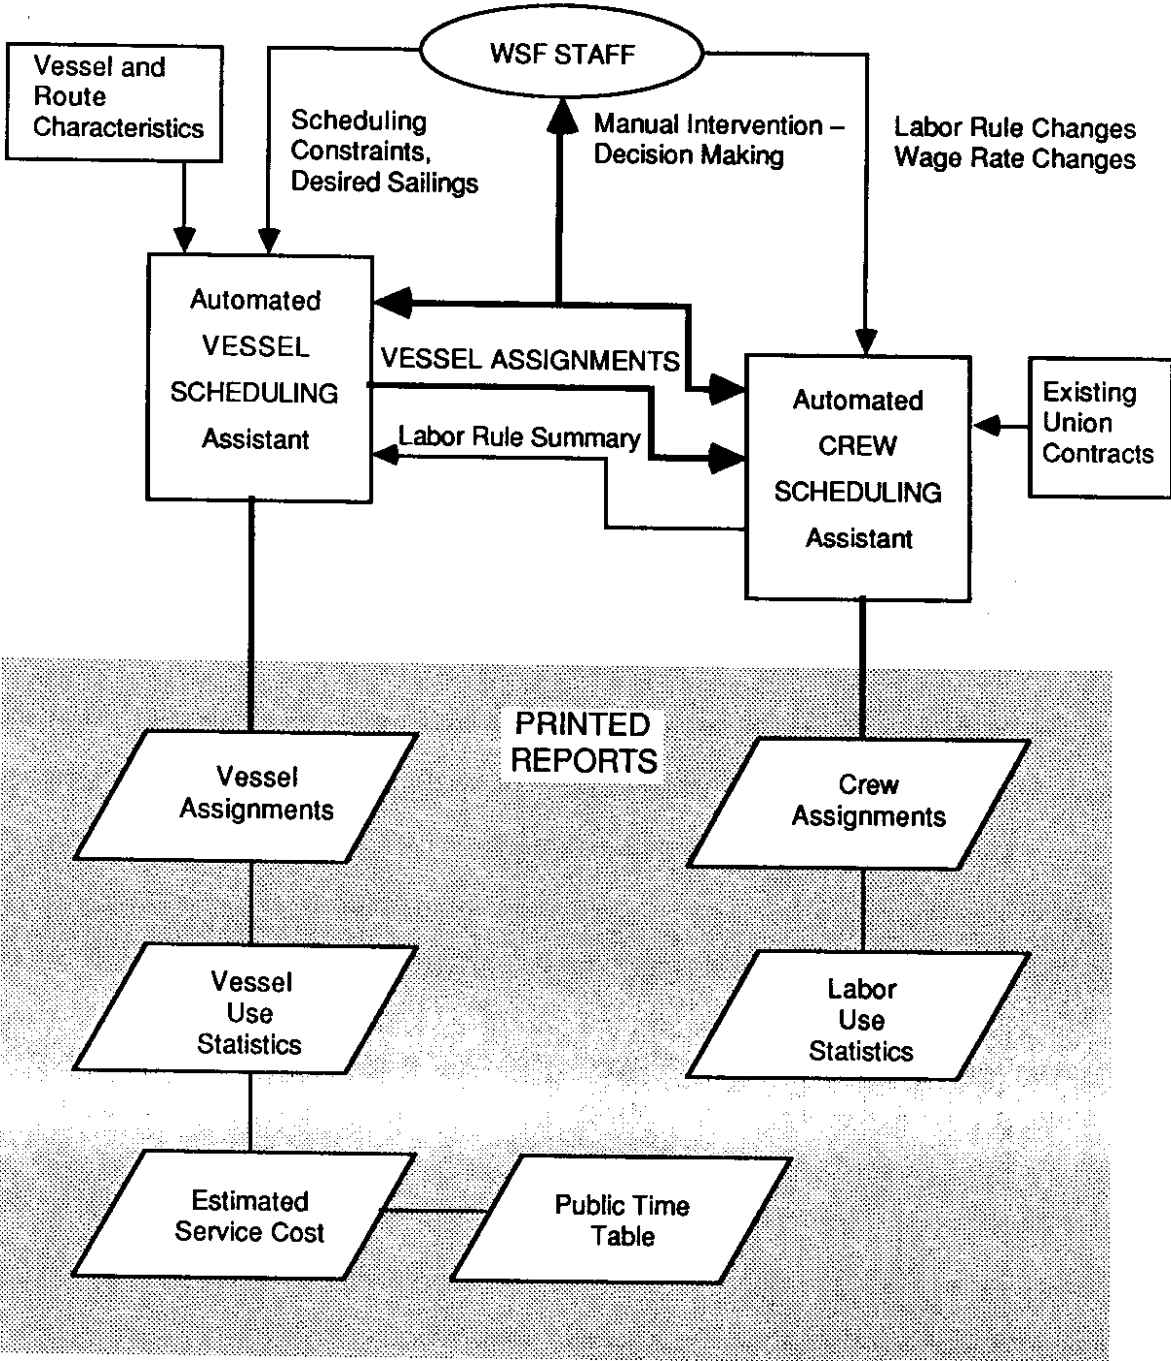 WSF STAFF
Vessel and
Route
Characteristics
Scheduling
Constraints,
Desired Sailings
Manual Intervention –
Decision Making
Labor Rule Changes
Wage Rate Changes
Automated
VESSEL
SCHEDULING
Assistant
VESSEL ASSIGNMENTS
Labor Rule Summary
Automated
CREW
SCHEDULING
Assistant
Existing
Union
Contracts
PRINTED
REPORTS
Vessel
Assignments
Crew
Assignments
Vessel
Use
Statistics
Labor
Use
Statistics
Estimated
Service Cost
Public Time
Table